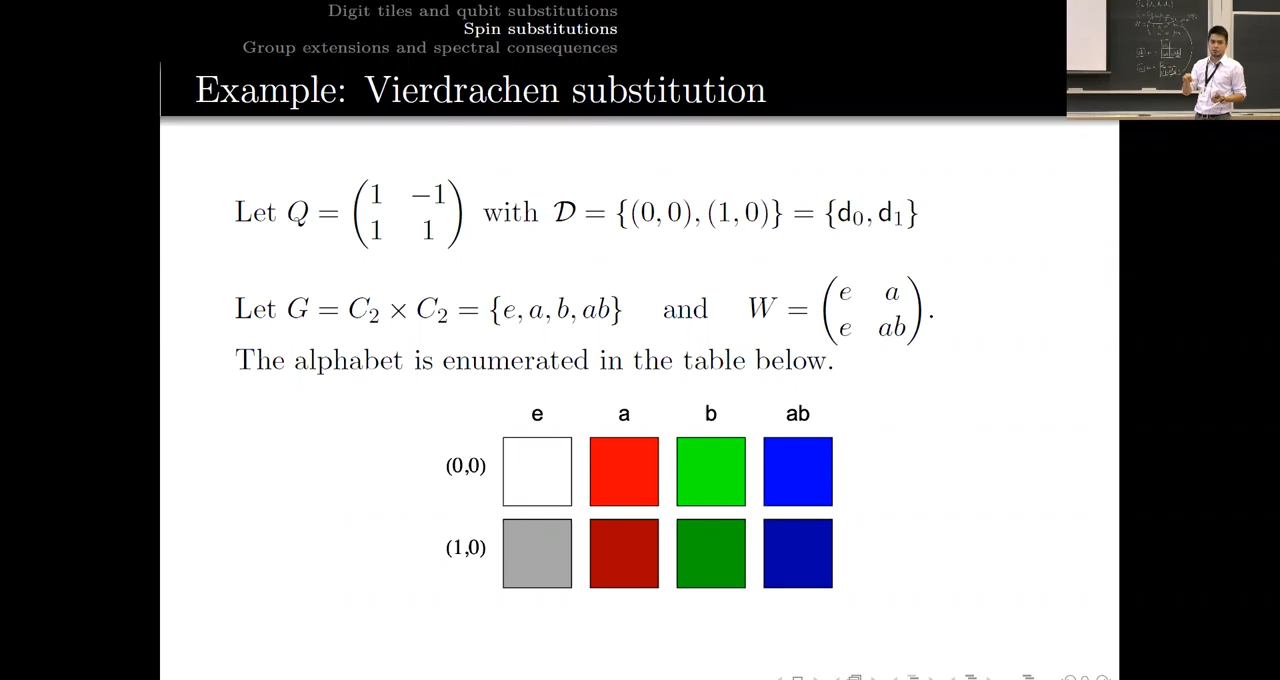 Digit tiles and qubit substitutions
Spin substitutions
Group extensions and spectral consequences
Example: Vierdrachen substitution
Let Q = ( 1 −1 ; 1 1 ) with 𝒟 = {(0, 0), (1, 0)} = {d₀, d₁}
Let G = C₂ × C₂ = {e, a, b, ab} and W = ( e a ; e ab ).
The alphabet is enumerated in the table below.
e a b ab
(0,0)
(1,0)